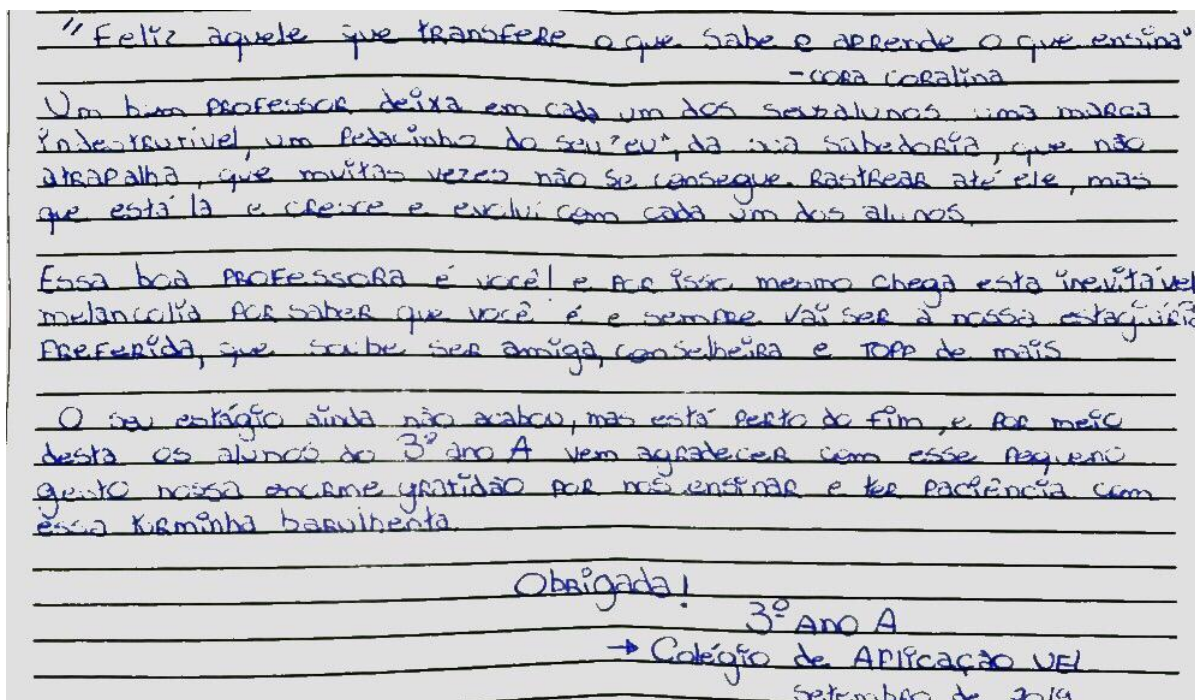 "Feliz aquele que transfere o que sabe e aprende o que ensina"
- Cora Coralina
Um bom professor deixa em cada um dos seus alunos uma marca
indestrutível, um pedacinho do seu "eu", da sua sabedoria, que não
atrapalha, que muitas vezes não se consegue rastrear até ele, mas
que está lá e cresce e evolui com cada um dos alunos.
Essa boa professora é você! e por isso mesmo chega esta inevitável
melancolia por saber que você é e sempre vai ser a nossa estagiária
preferida, que soube ser amiga, conselheira e topp de mais
O seu estágio ainda não acabou, mas está perto do fim, e por meio
desta os alunos do 3º ano A vem agradecer com esse pequeno
gesto nossa enorme gratidão por nos ensinar e ter paciência com
essa turminha barulhenta.
Obrigada!
3º Ano A
→ Colégio de Aplicação UEL
Setembro de 2019